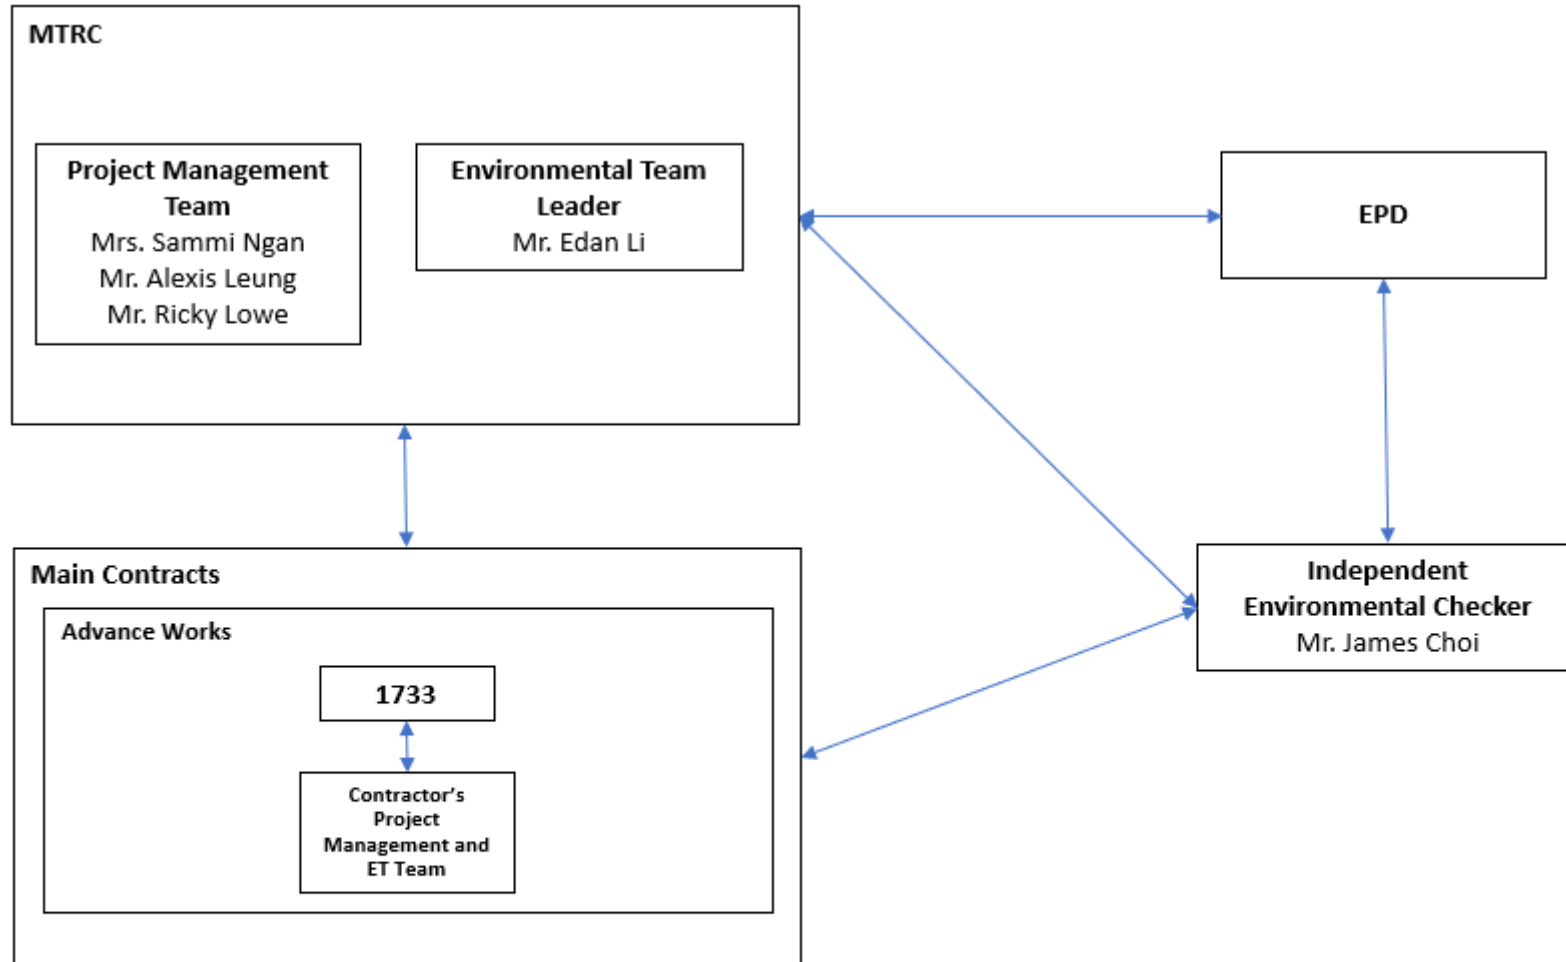 MTRC
Project Management
Team
Mrs. Sammi Ngan
Mr. Alexis Leung
Mr. Ricky Lowe
Environmental Team
Leader
Mr. Edan Li
EPD
Main Contracts
Advance Works
1733
Contractor’s
Project
Management and
ET Team
Independent
Environmental Checker
Mr. James Choi